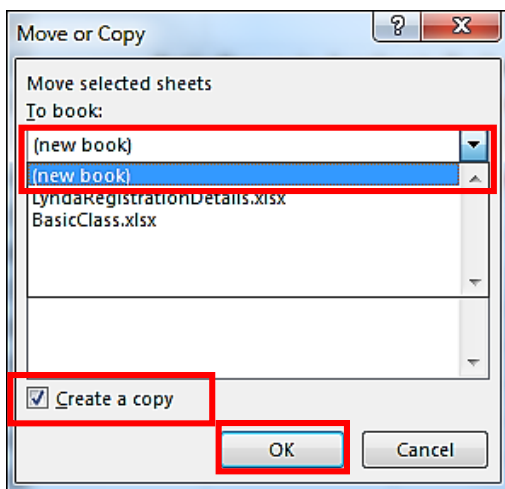 Move or Copy
?
X
Move selected sheets
To book:
(new book)
(new book)
LyndaRegistrationDetails.xlsx
BasicClass.xlsx
Create a copy
OK
Cancel